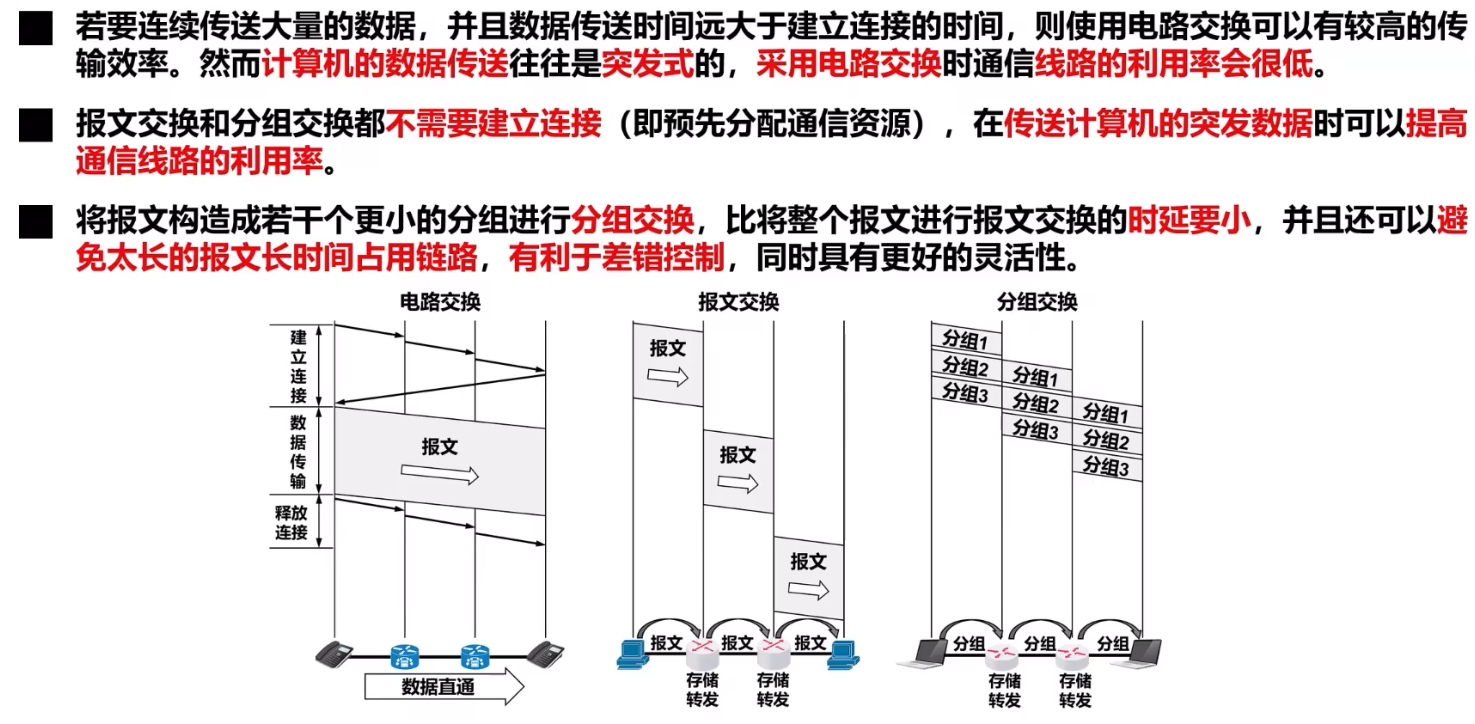 若要连续传送大量的数据，并且数据传送时间远大于建立连接的时间，则使用电路交换可以有较高的传
输效率。然而计算机的数据传送往往是突发式的，采用电路交换时通信线路的利用率会很低。
报文交换和分组交换都不需要建立连接（即预先分配通信资源），在传送计算机的突发数据时可以提高
通信线路的利用率。
将报文构造成若干个更小的分组进行分组交换，比将整个报文进行报文交换的时延要小，并且还可以避
免太长的报文长时间占用链路，有利于差错控制，同时具有更好的灵活性。
电路交换
建立连接
数据传输
释放
连接
报文
数据直通
报文交换
报文
报文
报文
报文
报文
报文
存储
转发
存储
转发
分组交换
分组1
分组2
分组3
分组1
分组2
分组3
分组1
分组2
分组3
分组
分组
分组
存储
转发
存储
转发